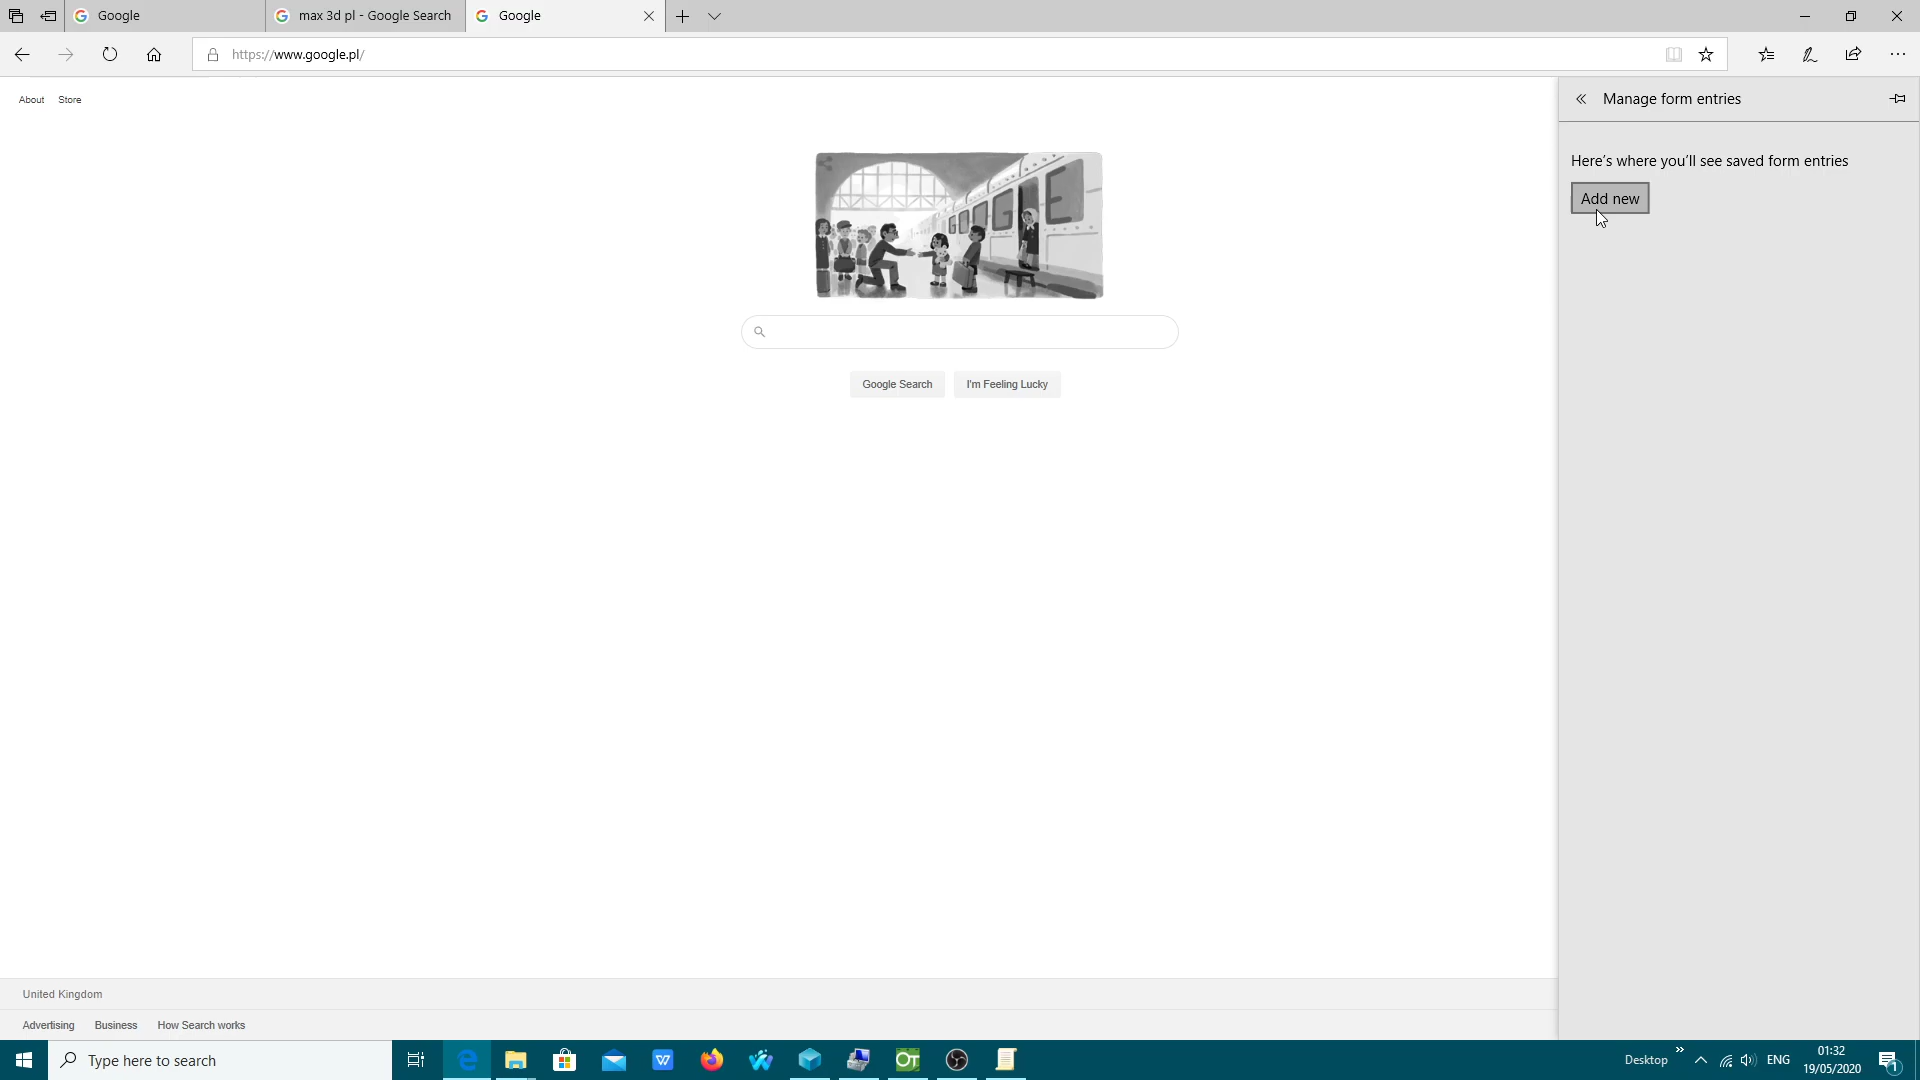 Google
max 3d pl - Google Search
Google
https://www.google.pl/
About
Store
Manage form entries
Here's where you'll see saved form entries
Add new
Google Search
I'm Feeling Lucky
United Kingdom
Advertising
Business
How Search works
Type here to search
Desktop
ENG
01:32
19/05/2020
1